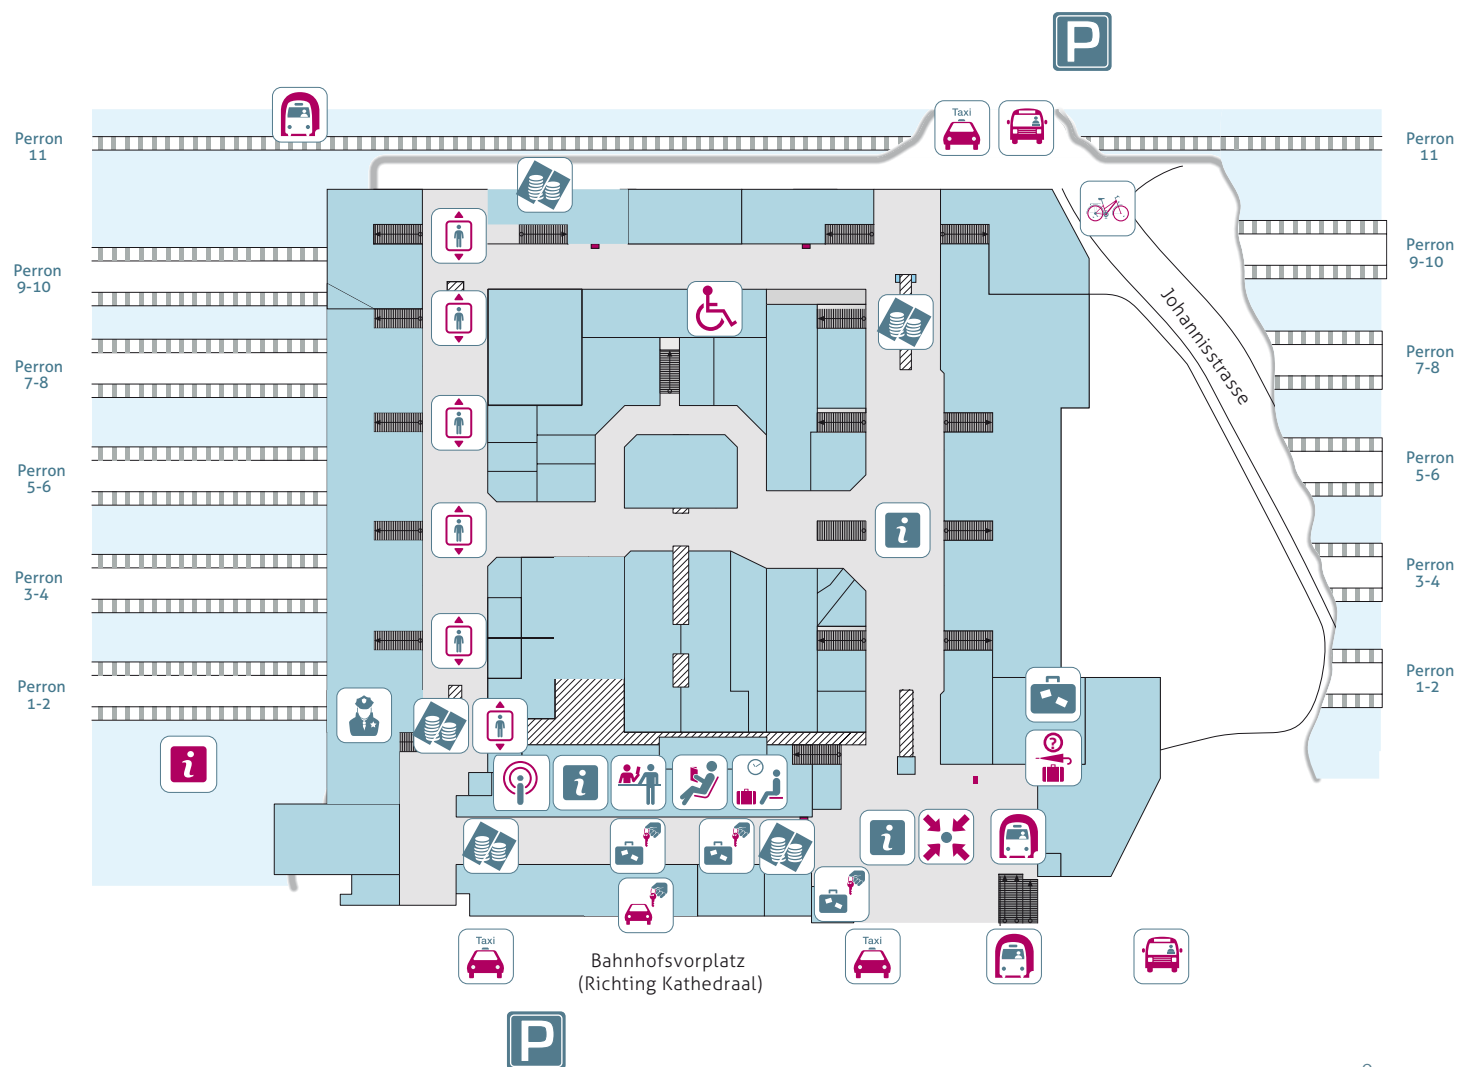 P
Taxi
Perron
11
Perron
11
Perron
9-10
Perron
9-10
Johannisstrasse
Perron
7-8
Perron
7-8
Perron
5-6
Perron
5-6
i
Perron
3-4
Perron
3-4
Perron
1-2
Perron
1-2
i
?
i
i
Taxi
Taxi
Bahnhofsvorplatz
(Richting Kathedraal)
P